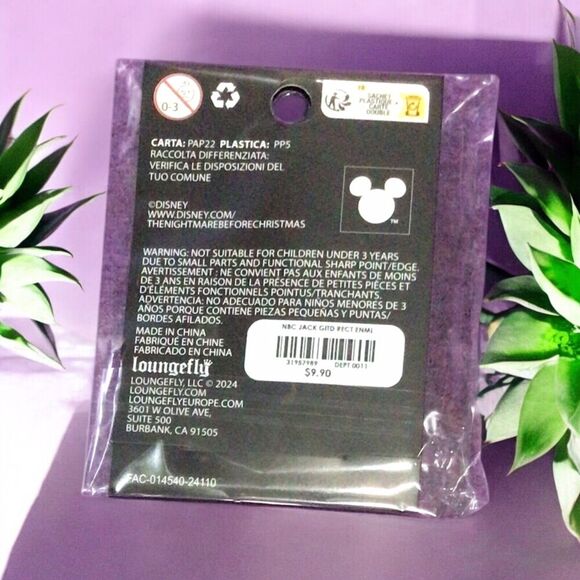 0-3
FR
SACHET
PLASTIQUE +
CARTE
DOUBLE
CARTA: PAP22 PLASTICA: PP5
RACCOLTA DIFFERENZIATA:
VERIFICA LE DISPOSIZIONI DEL
TUO COMUNE
TM
©DISNEY
WWW.DISNEY.COM/
THENIGHTMAREBEFORECHRISTMAS
WARNING: NOT SUITABLE FOR CHILDREN UNDER 3 YEARS
DUE TO SMALL PARTS AND FUNCTIONAL SHARP POINT/EDGE.
AVERTISSEMENT : NE CONVIENT PAS AUX ENFANTS DE MOINS
DE 3 ANS EN RAISON DE LA PRÉSENCE DE PETITES PIÈCES ET
D'ÉLÉMENTS FONCTIONNELS POINTUS/TRANCHANTS.
ADVERTENCIA: NO ADECUADO PARA NIÑOS MENORES DE 3
AÑOS PORQUE CONTIENE PIEZAS PEQUEÑAS Y PUNTAS/
BORDES AFILADOS.
MADE IN CHINA
FABRIQUÉ EN CHINE
FABRICADO EN CHINA
NBC JACK GITD RECT ENML
31957989 DEPT 0011
$9.90
loungefly
LOUNGEFLY, LLC © 2024
LOUNGEFLY.COM
LOUNGEFLYEUROPE.COM
3601 W OLIVE AVE,
SUITE 500
BURBANK, CA 91505
FAC-014540-24110